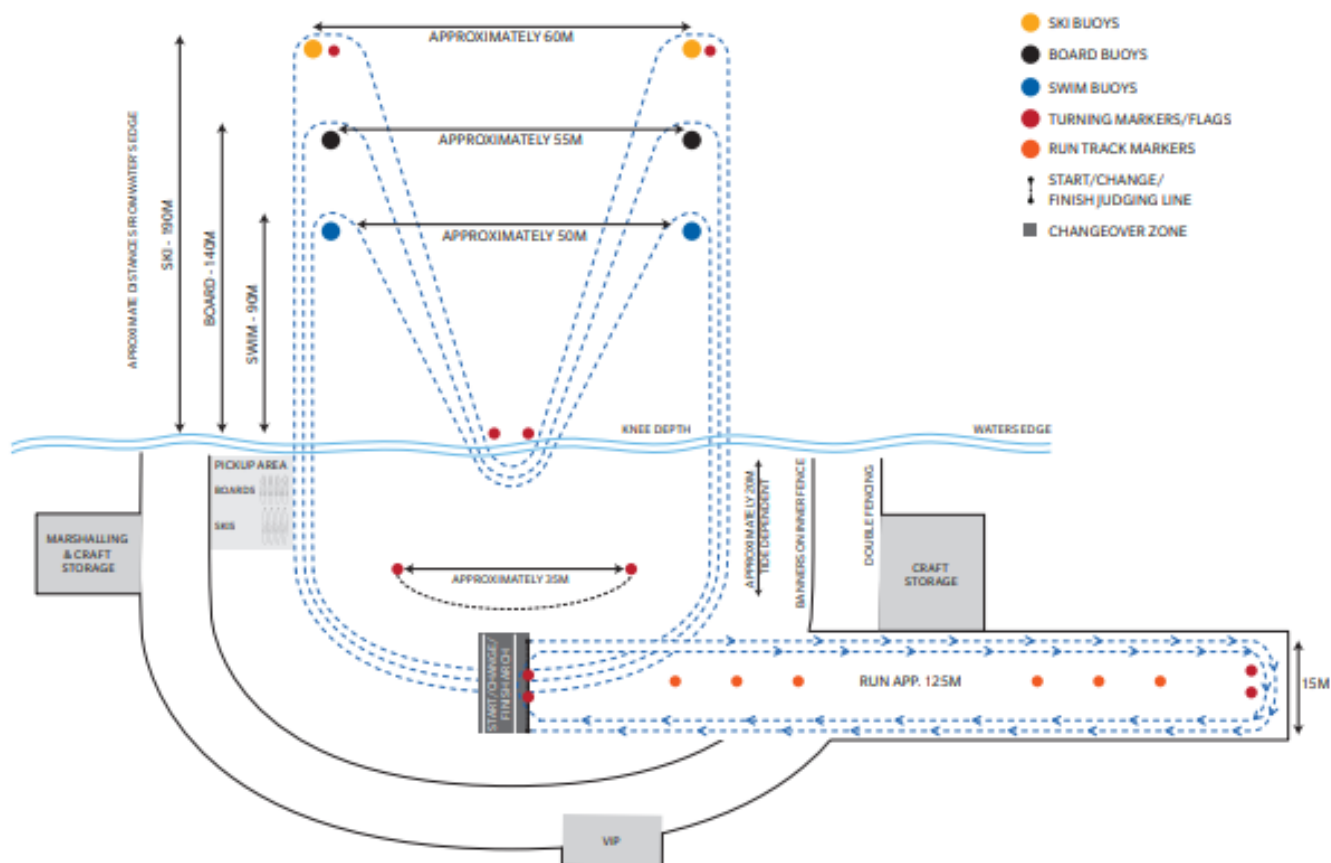 APPROXIMATELY 60M
SKI BUOYS
BOARD BUOYS
SWIM BUOYS
TURNING MARKERS/FLAGS
RUN TRACK MARKERS
START/CHANGE/
FINISH JUDGING LINE
CHANGEOVER ZONE
APPROXIMATELY 55M
APPROXIMATELY 50M
APROXIMATE DISTANCES FROM WATER'S EDGE
SKI - 190M
BOARD - 140M
SWIM - 90M
KNEE DEPTH
WATERS EDGE
PICKUP AREA
BOARDS
SKIS
MARSHALLING
& CRAFT
STORAGE
APPROXIMATELY 35M
APPROXIMATELY 20M
TIDE DEPENDENT
BANNERS ON INNER FENCE
DOUBLE FENCING
CRAFT
STORAGE
START/CHANGE/
FINISH ARCH
RUN APP. 125M
15M
VIP